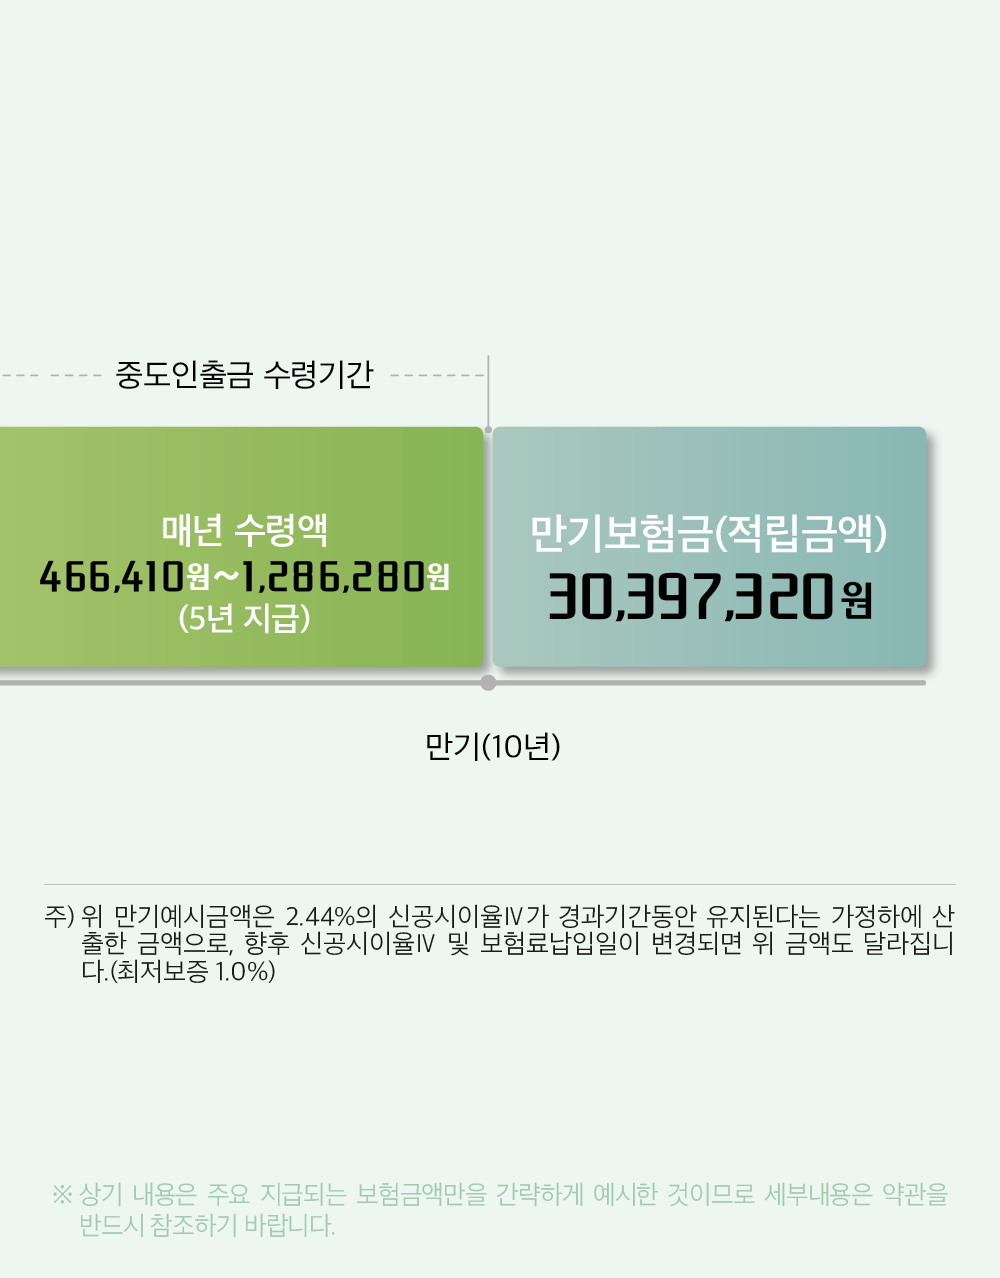 중도인출금 수령기간
매년 수령액
466,410원~1,286,280원
(5년 지급)
만기보험금(적립금액)
30,397,320원
만기(10년)
주) 위 만기예시금액은 2.44%의 신공시이율Ⅳ가 경과기간동안 유지된다는 가정하에 산
출한 금액으로, 향후 신공시이율Ⅳ 및 보험료납입일이 변경되면 위 금액도 달라집니
다.(최저보증 1.0%)
※ 상기 내용은 주요 지급되는 보험금액만을 간략하게 예시한 것이므로 세부내용은 약관을
반드시 참조하기 바랍니다.